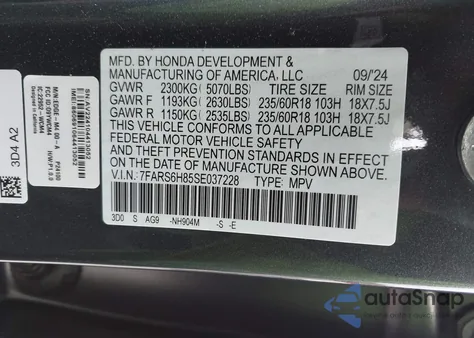 MFD. BY HONDA DEVELOPMENT &
MANUFACTURING OF AMERICA, LLC 09/24
GVWR 2300KG ( 5070LBS) TIRE SIZE RIM SIZE
GAWR F 1193KG ( 2630LBS) 235/60R18 103H 18X7.5J
GAWR R 1150KG ( 2535LBS) 235/60R18 103H 18X7.5J
THIS VEHICLE CONFORMS TO ALL APPLICABLE
FEDERAL MOTOR VEHICLE SAFETY, BUMPER,
AND THEFT PREVENTION STANDARDS IN EFFECT
ON THE DATE OF MANUFACTURE SHOWN ABOVE.
V.I.N.: 7FARS6H85SE037228 TYPE: MPV
3D0 S AG9 -NH904M -S -E
3D4 A2
autoSnap